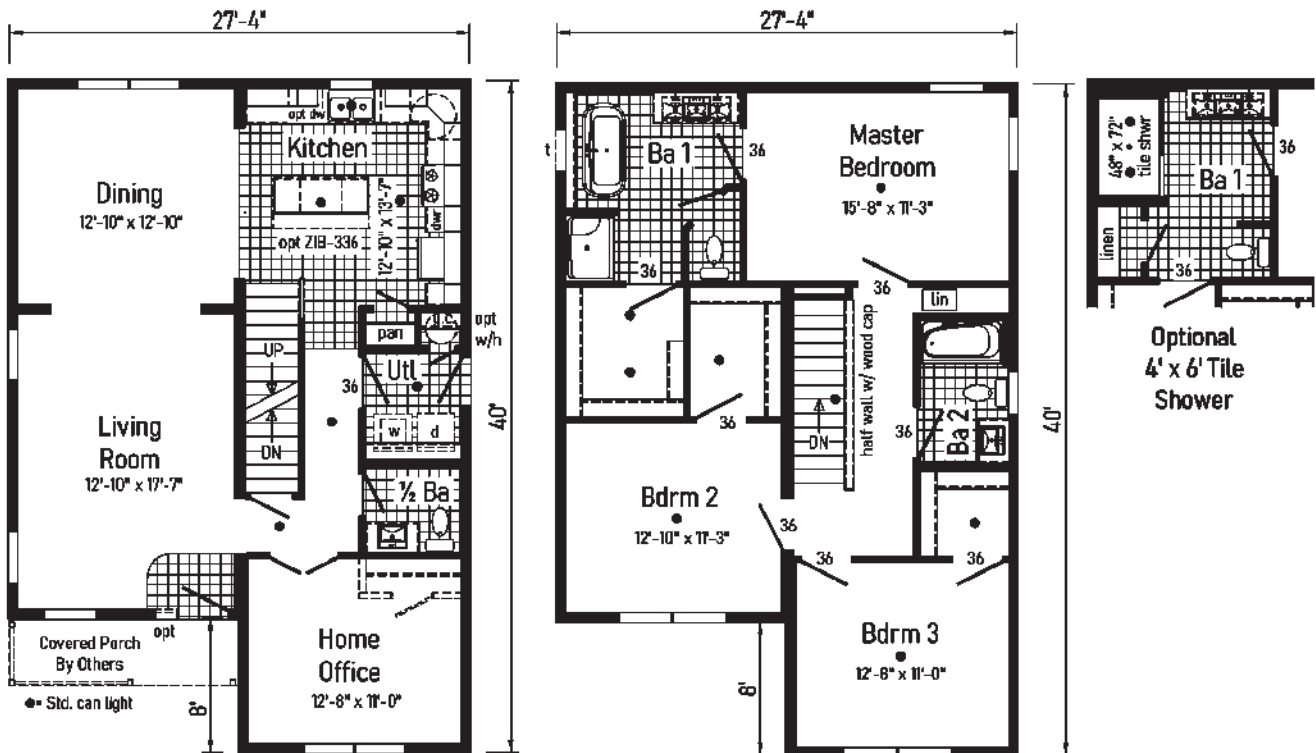 27'-4"
opt dw
Kitchen
12'-10" x 13'-7"
dwr
opt ZIB-336
Dining
12'-10" x 12'-10"
pan
opt
w/h
UP
DN
36
Utl
w
d
Living
Room
12'-10" x 17'-7"
½ Ba
40'
opt
Covered Porch
By Others
Home
Office
12'-8" x 11'-0"
●= Std. can light
8'
27'-4"
t
Ba 1
36
Master
Bedroom
15'-8" x 11'-3"
36
36
lin
36
DN
half wall w/ wood cap
36
Ba 2
40'
Bdrm 2
12'-10" x 11'-3"
36
36
36
Bdrm 3
12'-8" x 11'-0"
8'
48" x 72"
tile shwr
36
Ba 1
linen
36
Optional
4' x 6' Tile
Shower